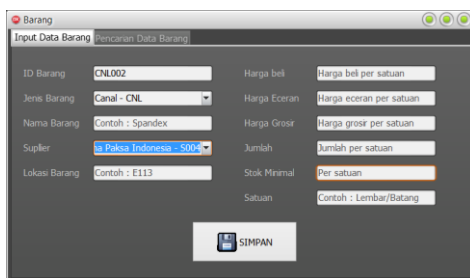 Barang
Input Data Barang Pencarian Data Barang
ID Barang CNL002 Harga beli Harga beli per satuan
Jenis Barang Canal - CNL Harga Eceran Harga eceran per satuan
Nama Barang Contoh : Spandex Harga Grosir Harga grosir per satuan
Suplier ia Paksa Indonesia - S004 Jumlah Jumlah per satuan
Lokasi Barang Contoh : E113 Stok Minimal Per satuan
Satuan Contoh : Lembar/Batang
SIMPAN